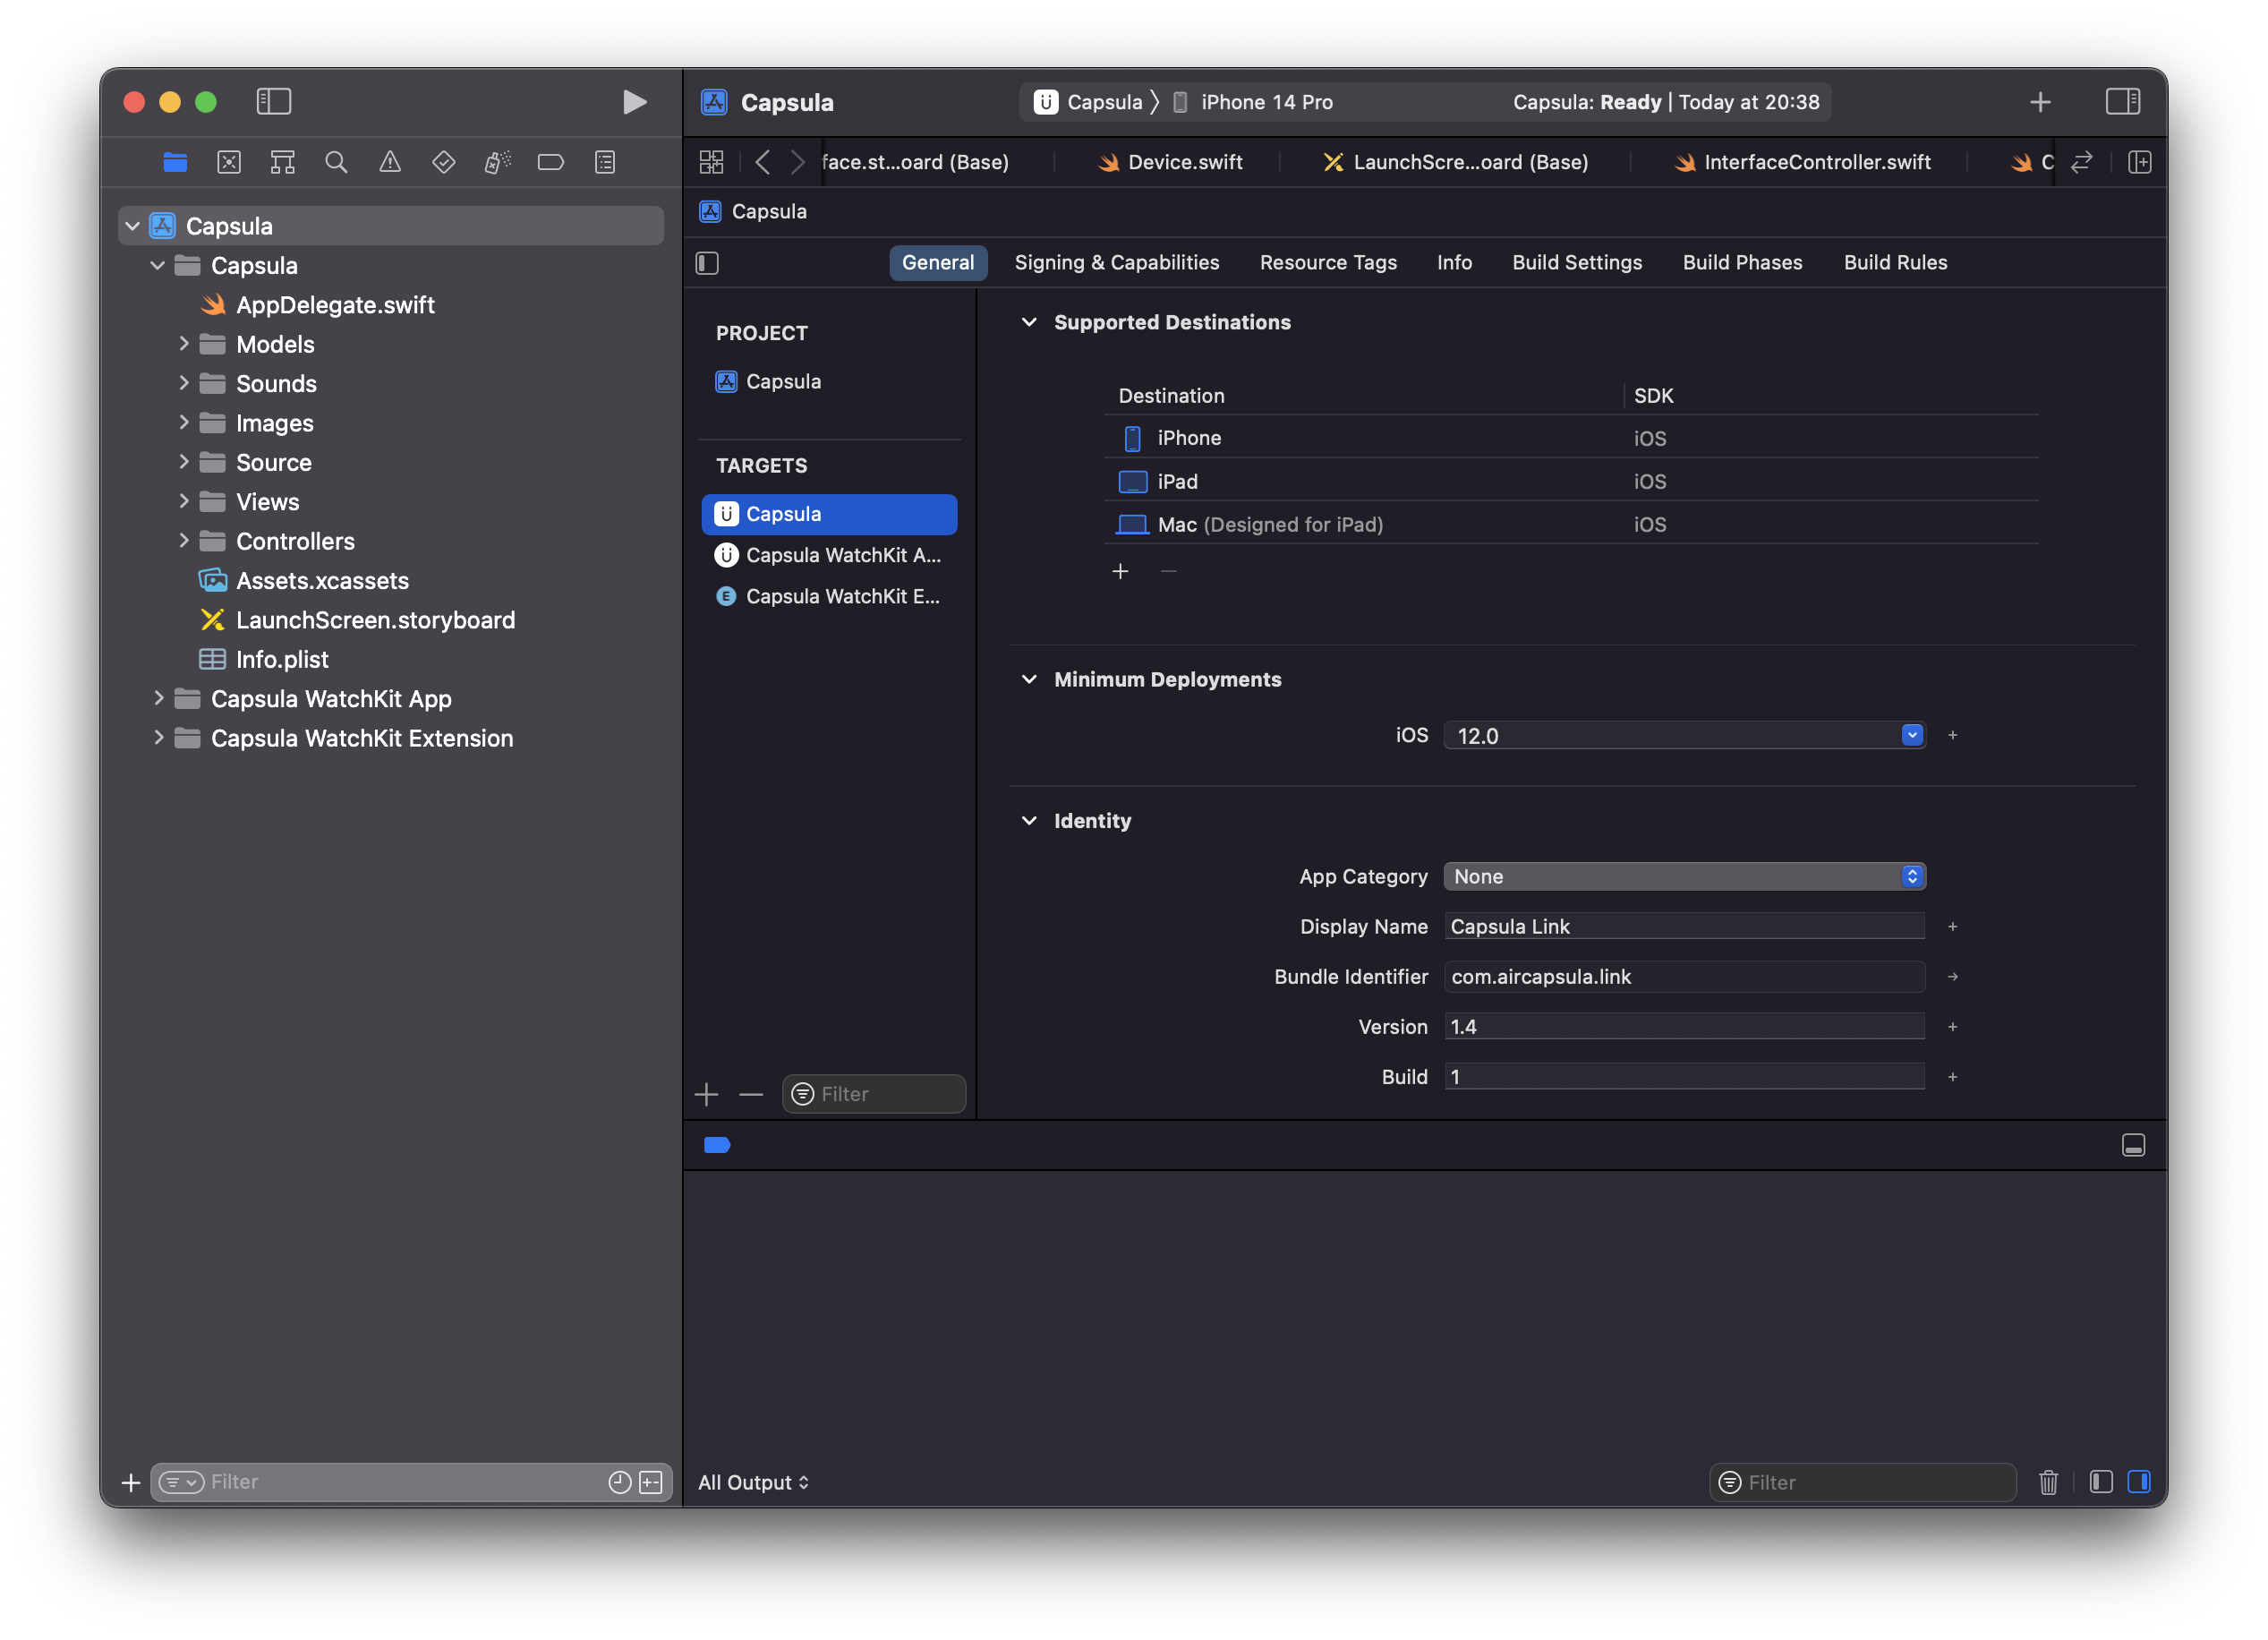 Capsula
Capsula
iPhone 14 Pro
Capsula: Ready | Today at 20:38
face.st...oard (Base)
Device.swift
LaunchScre...oard (Base)
InterfaceController.swift
C
Capsula
General
Signing & Capabilities
Resource Tags
Info
Build Settings
Build Phases
Build Rules
Capsula
Capsula
AppDelegate.swift
Models
Sounds
Images
Source
Views
Controllers
Assets.xcassets
LaunchScreen.storyboard
Info.plist
Capsula WatchKit App
Capsula WatchKit Extension
Filter
PROJECT
Capsula
TARGETS
Capsula
Capsula WatchKit A...
E
Capsula WatchKit E...
Filter
Supported Destinations
Destination
SDK
iPhone
iOS
iPad
iOS
Mac (Designed for iPad)
iOS
Minimum Deployments
iOS
12.0
Identity
App Category
None
Display Name
Capsula Link
Bundle Identifier
com.aircapsula.link
Version
1.4
Build
1
All Output
Filter